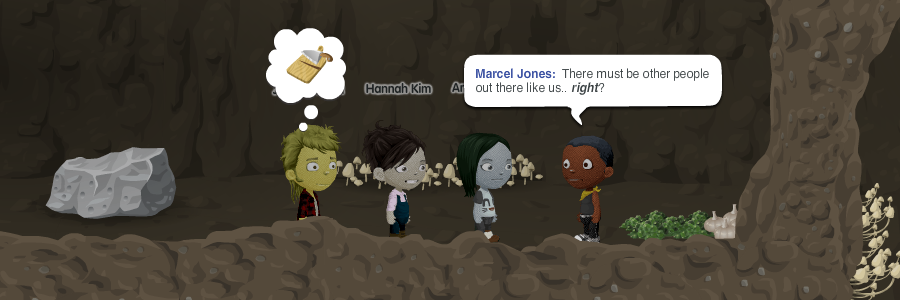 Hannah Kim
Marcel Jones: There must be other people
out there like us.. right?